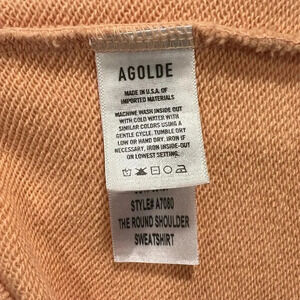 AGOLDE
MADE IN U.S.A. OF
IMPORTED MATERIALS
MACHINE WASH INSIDE OUT
WITH COLD WATER WITH
SIMILAR COLORS USING A
GENTLE CYCLE. TUMBLE DRY
LOW OR HAND DRY. IRON IF
NECESSARY, IRON INSIDE-OUT
ON LOWEST SETTING.
STYLE# A7080
THE ROUND SHOULDER
SWEATSHIRT